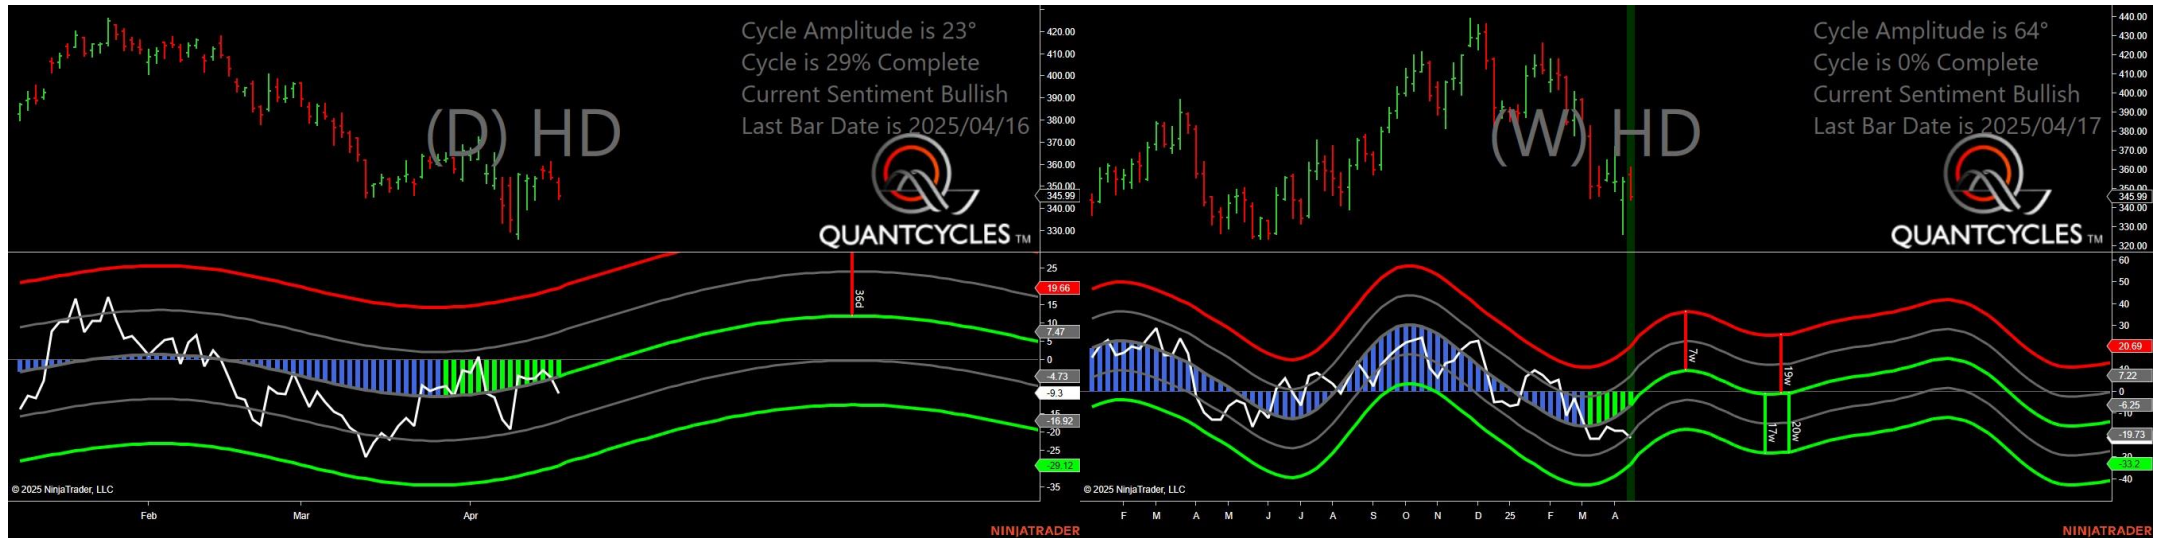 Cycle Amplitude is 23°
Cycle is 29% Complete
Current Sentiment Bullish
Last Bar Date is 2025/04/16
(D) HD
QUANTCYCLES TM
420.00
410.00
400.00
390.00
380.00
370.00
360.00
350.00
345.99
340.00
330.00
25
19.66
15
10
7.47
5
0
-4.73
-9.3
-15
-16.92
-20
-25
-29.12
-35
36d
© 2025 NinjaTrader, LLC
Feb
Mar
Apr
NINJATRADER
Cycle Amplitude is 64°
Cycle is 0% Complete
Current Sentiment Bullish
Last Bar Date is 2025/04/17
(W) HD
QUANTCYCLES TM
440.00
430.00
420.00
410.00
400.00
390.00
380.00
370.00
360.00
350.00
345.99
340.00
330.00
320.00
60
50
40
30
20.69
7.22
0
-6.25
-10
-19.73
-33.2
-40
7w
19w
17w
20w
© 2025 NinjaTrader, LLC
F
M
A
M
J
J
A
S
O
N
D
25
F
M
A
NINJATRADER